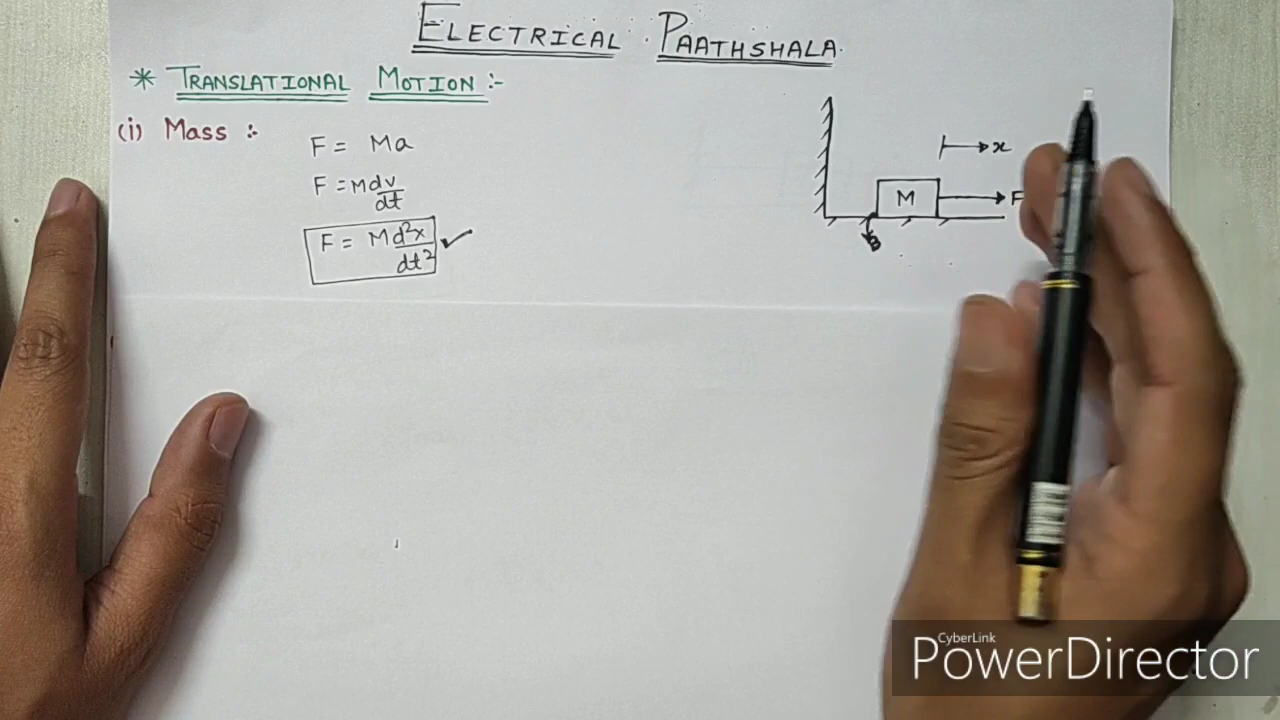 ELECTRICAL PAATHSHALA
* TRANSLATIONAL MOTION :-
(i) Mass :-
F = Ma
F = M dv/dt
F = M d²x/dt² ✓
x
M
F
B
CyberLink
PowerDirector